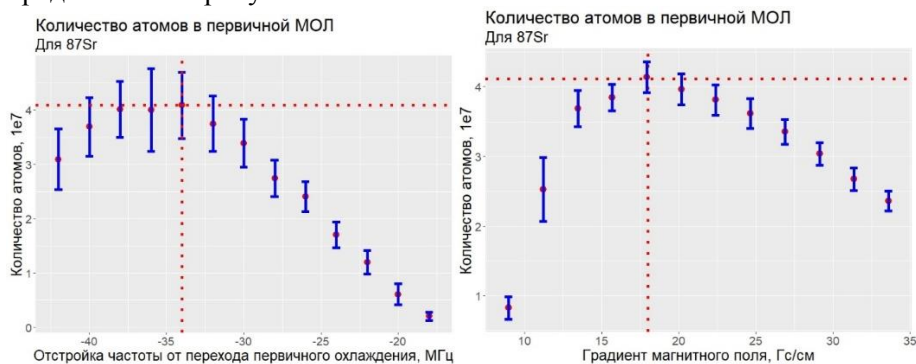 Количество атомов в первичной МОЛ
Для 87Sr
Количество атомов, 1e7
4
3
2
1
0
-40
-35
-30
-25
-20
Отстройка частоты от перехода первичного охлаждения, МГц
Количество атомов в первичной МОЛ
Для 87Sr
Количество атомов, 1e7
4
3
2
1
10
15
20
25
30
35
Градиент магнитного поля, Гс/см